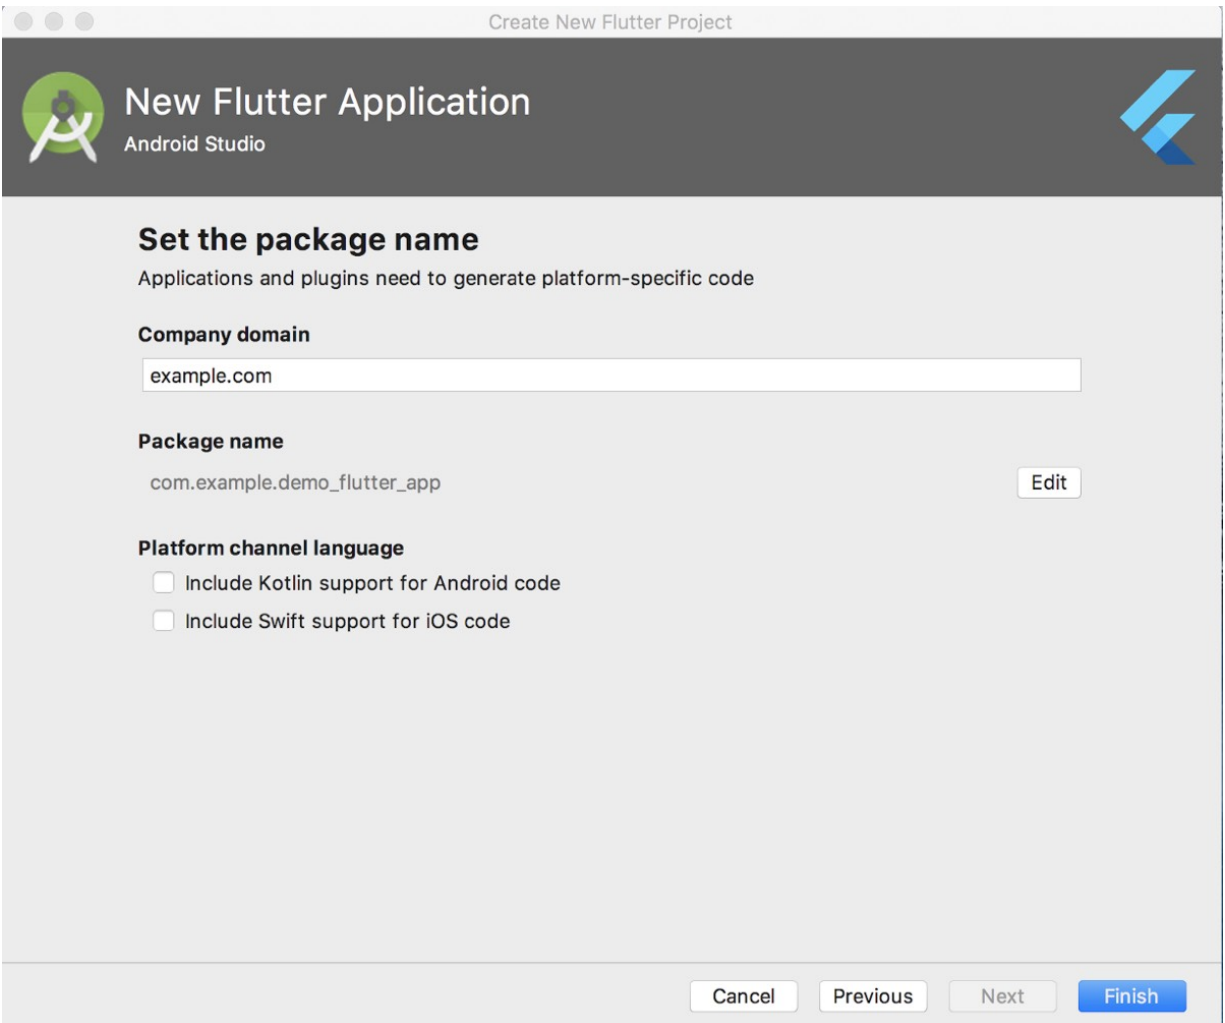 Create New Flutter Project
New Flutter Application
Android Studio
Set the package name
Applications and plugins need to generate platform-specific code
Company domain
example.com
Package name
com.example.demo_flutter_app
Edit
Platform channel language
Include Kotlin support for Android code
Include Swift support for iOS code
Cancel Previous Next Finish